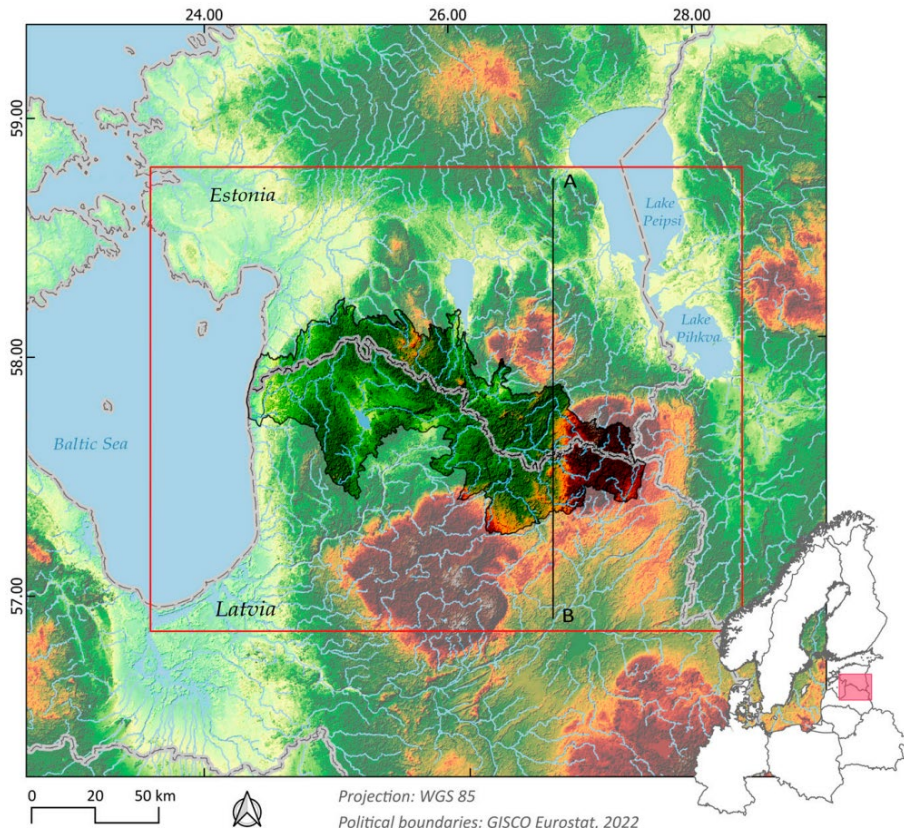 24.00 26.00 28.00
59.00
A
Estonia
Lake
Peipsi
Lake
Pihkva
58.00
Baltic Sea
57.00
Latvia
B
0 20 50 km
Projection: WGS 85
Political boundaries: GISCO Eurostat, 2022